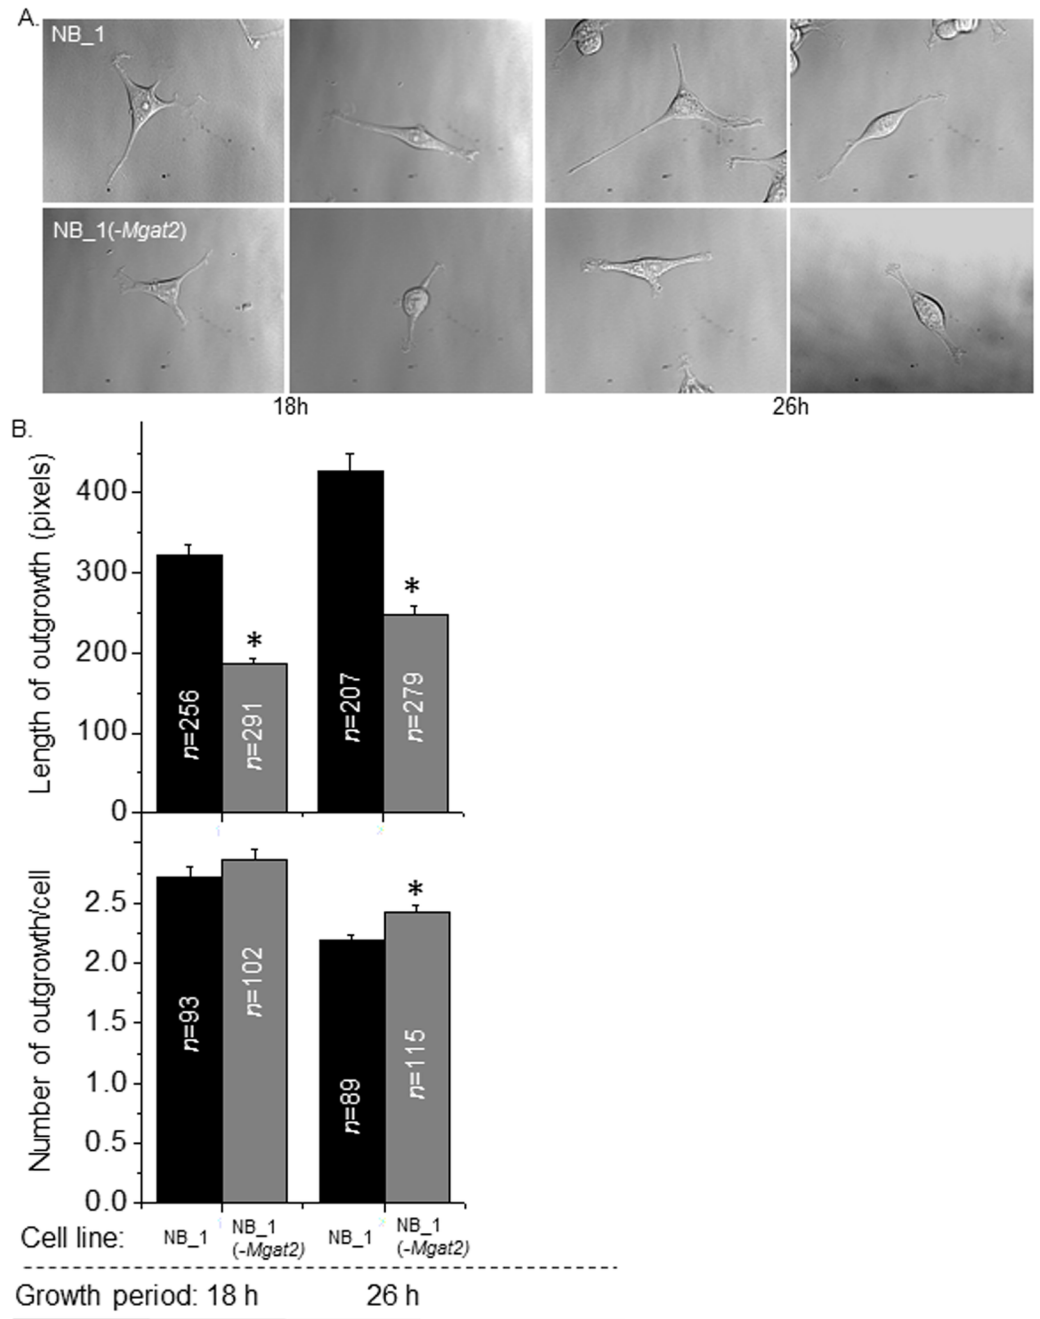 A.
NB_1
NB_1(-Mgat2)
18h
26h
B.
Length of outgrowth (pixels)
400
300
200
100
0
n=256
n=291
*
n=207
n=279
*
Number of outgrowth/cell
2.5
2.0
1.5
1.0
0.5
0.0
n=93
n=102
n=89
n=115
*
Cell line: NB_1 NB_1 (-Mgat2) NB_1 NB_1 (-Mgat2)
Growth period: 18 h 26 h